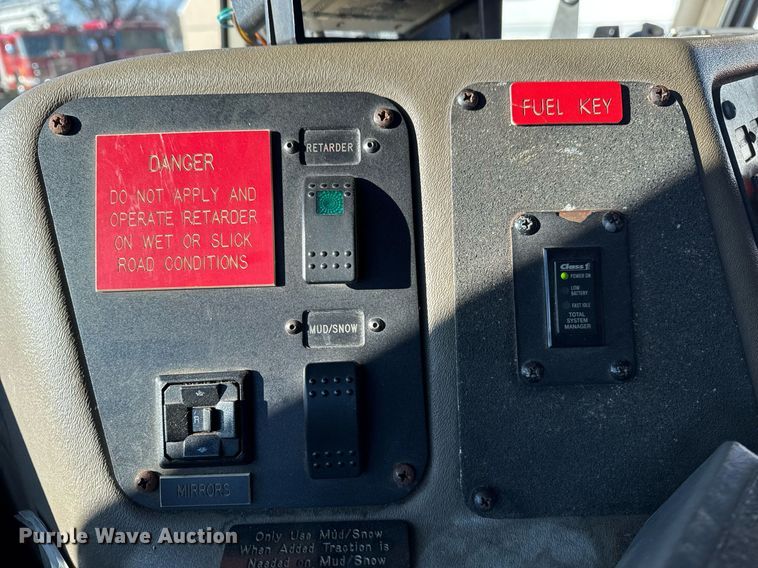 DANGER
DO NOT APPLY AND
OPERATE RETARDER
ON WET OR SLICK
ROAD CONDITIONS
RETARDER
MUD/SNOW
MIRRORS
FUEL KEY
Class 1
POWER ON
LOW
BATTERY
FAST IDLE
TOTAL
SYSTEM
MANAGER
Only Use Mud/Snow
When Added Traction is
Needed on Mud/Snow
Purple Wave Auction